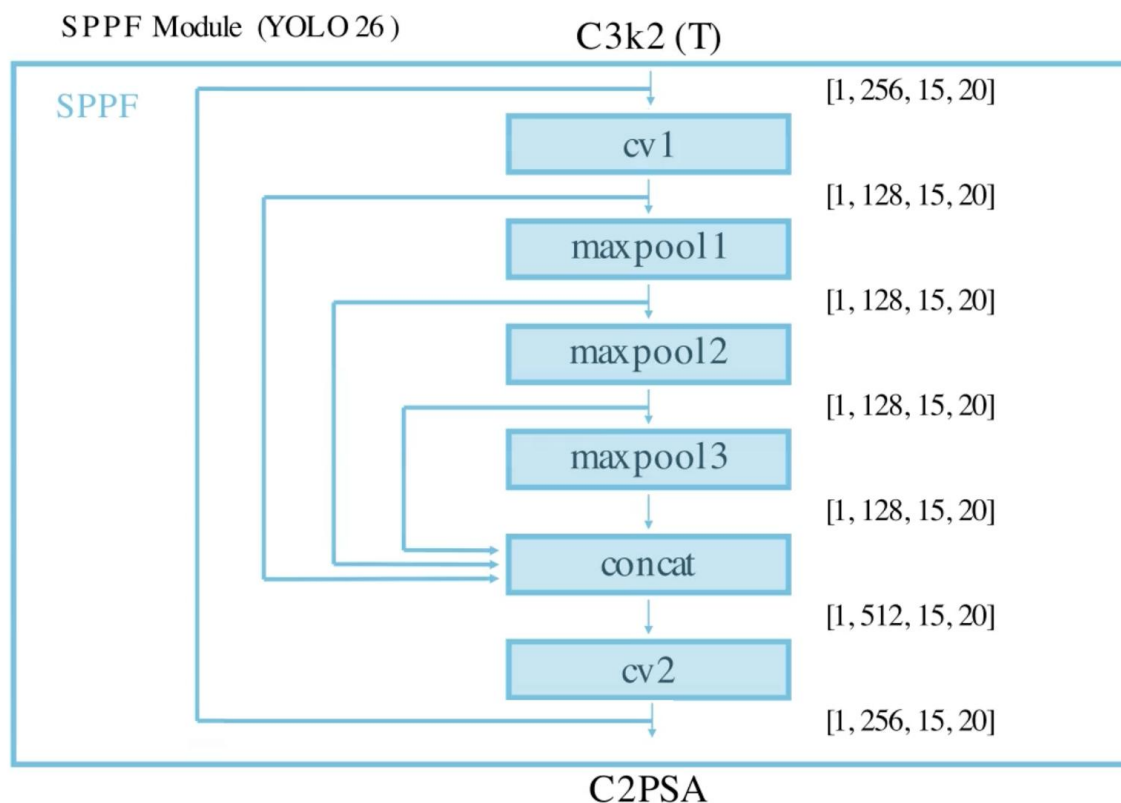 SPPF Module (YOLO 26)
C3k2 (T)
SPPF
[1, 256, 15, 20]
cv1
[1, 128, 15, 20]
maxpool1
[1, 128, 15, 20]
maxpool2
[1, 128, 15, 20]
maxpool3
[1, 128, 15, 20]
concat
[1, 512, 15, 20]
cv2
[1, 256, 15, 20]
C2PSA